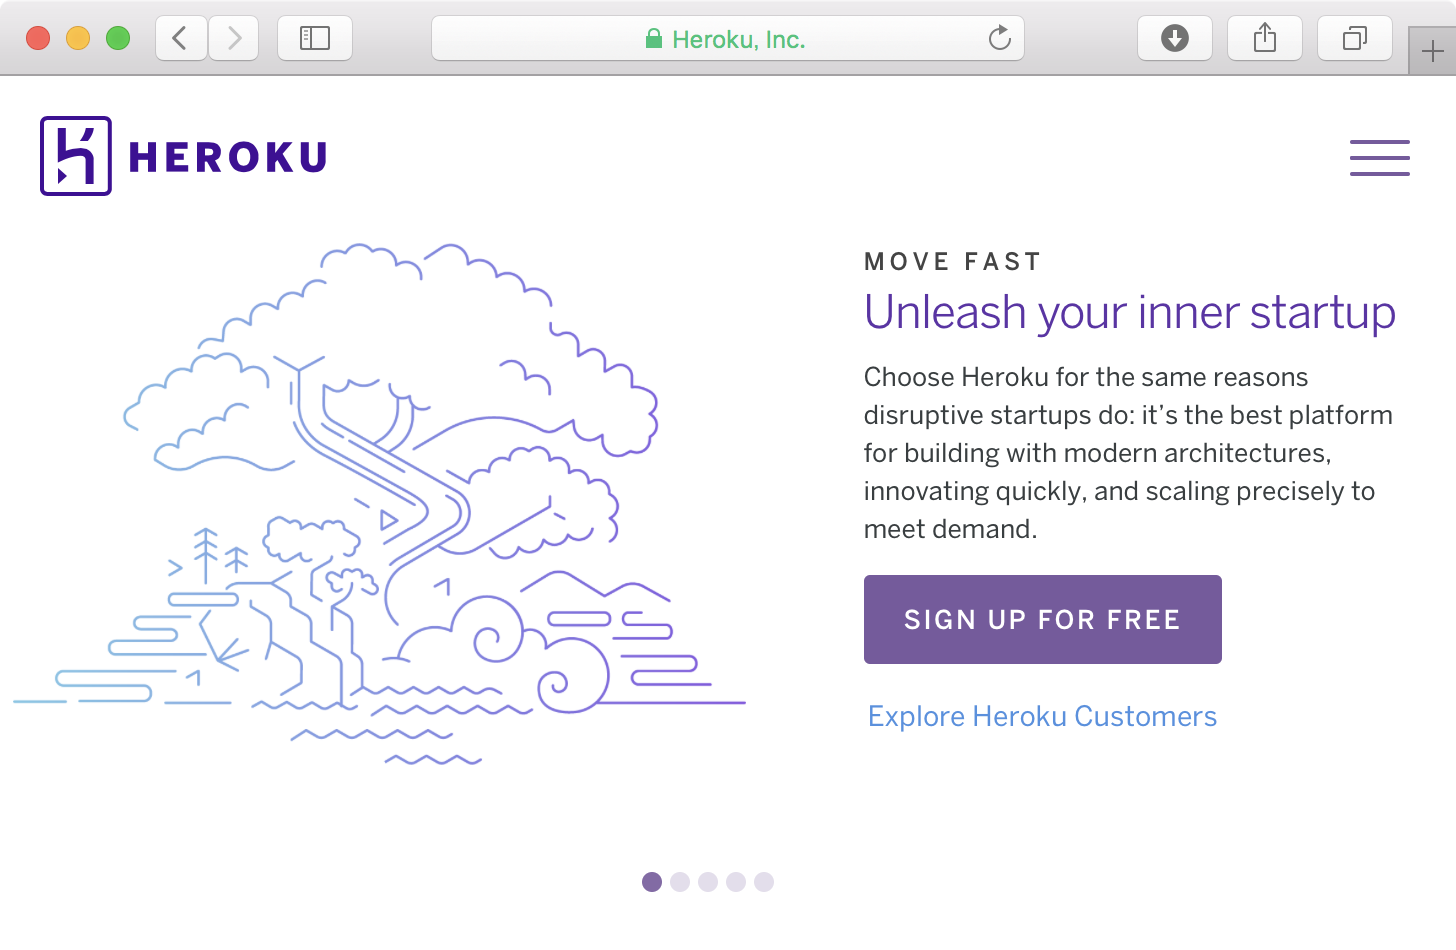 Heroku, Inc.
HEROKU
MOVE FAST
Unleash your inner startup
Choose Heroku for the same reasons
disruptive startups do: it’s the best platform
for building with modern architectures,
innovating quickly, and scaling precisely to
meet demand.
SIGN UP FOR FREE
Explore Heroku Customers